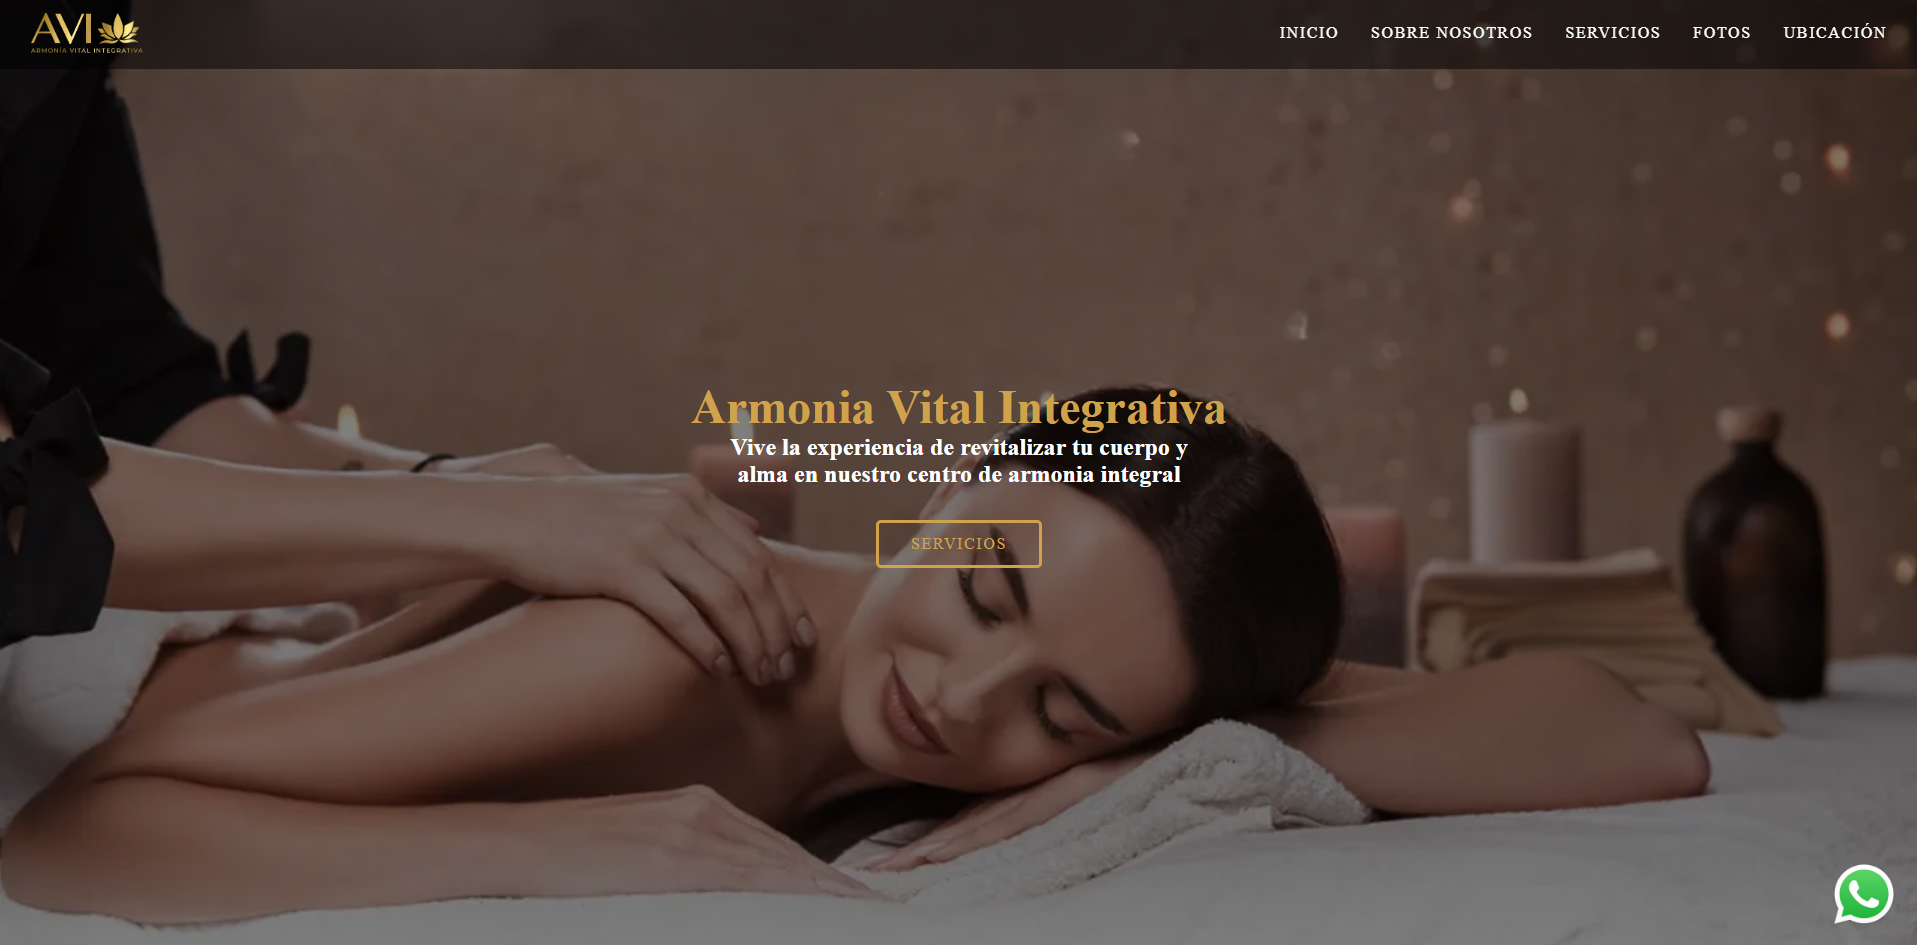 AVI
ARMONÍA VITAL INTEGRATIVA
INICIO SOBRE NOSOTROS SERVICIOS FOTOS UBICACIÓN
Armonia Vital Integrativa
Vive la experiencia de revitalizar tu cuerpo y
alma en nuestro centro de armonia integral
SERVICIOS